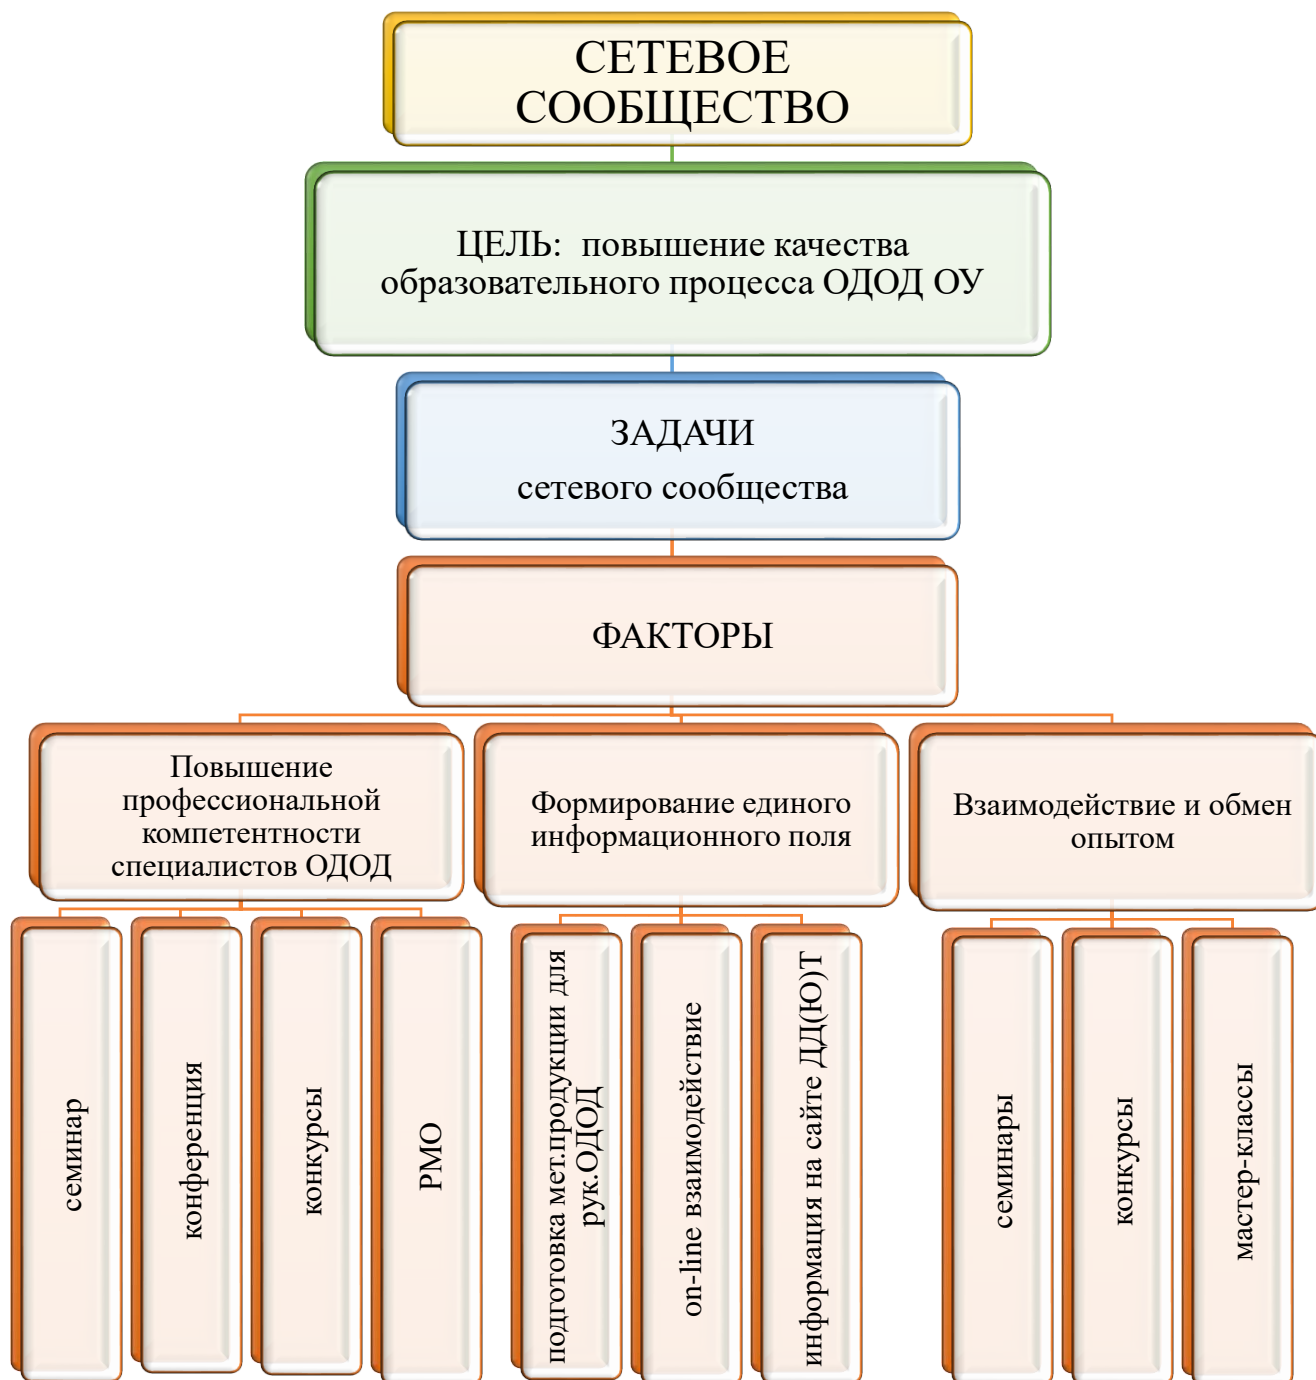 СЕТЕВОЕ
СООБЩЕСТВО
ЦЕЛЬ:  повышение качества
образовательного процесса ОДОД ОУ
ЗАДАЧИ
сетевого сообщества
ФАКТОРЫ
Повышение
профессиональной
компетентности
специалистов ОДОД
семинар
конференция
конкурсы
РМО
Формирование единого
информационного поля
подготовка мет.продукции для
рук.ОДОД
on-line взаимодействие
информация на сайте ДД(Ю)Т
Взаимодействие и обмен
опытом
семинары
конкурсы
мастер-классы